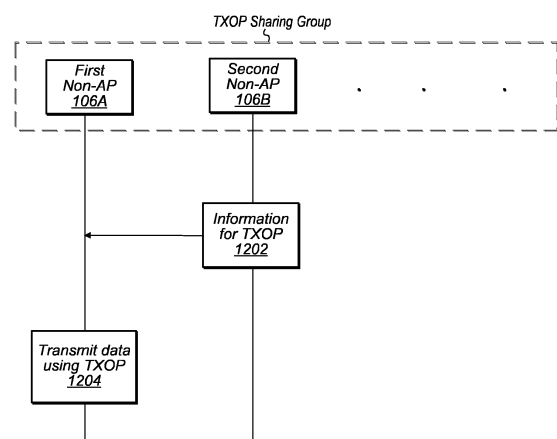 TXOP Sharing Group
First
Non-AP
106A
Second
Non-AP
106B
Information
for TXOP
1202
Transmit data
using TXOP
1204